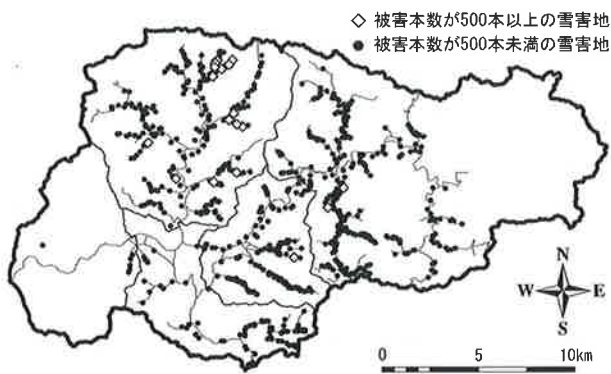 ◇ 被害本数が500本以上の雪害地
● 被害本数が500本未満の雪害地
N
W E
S
0 5 10km